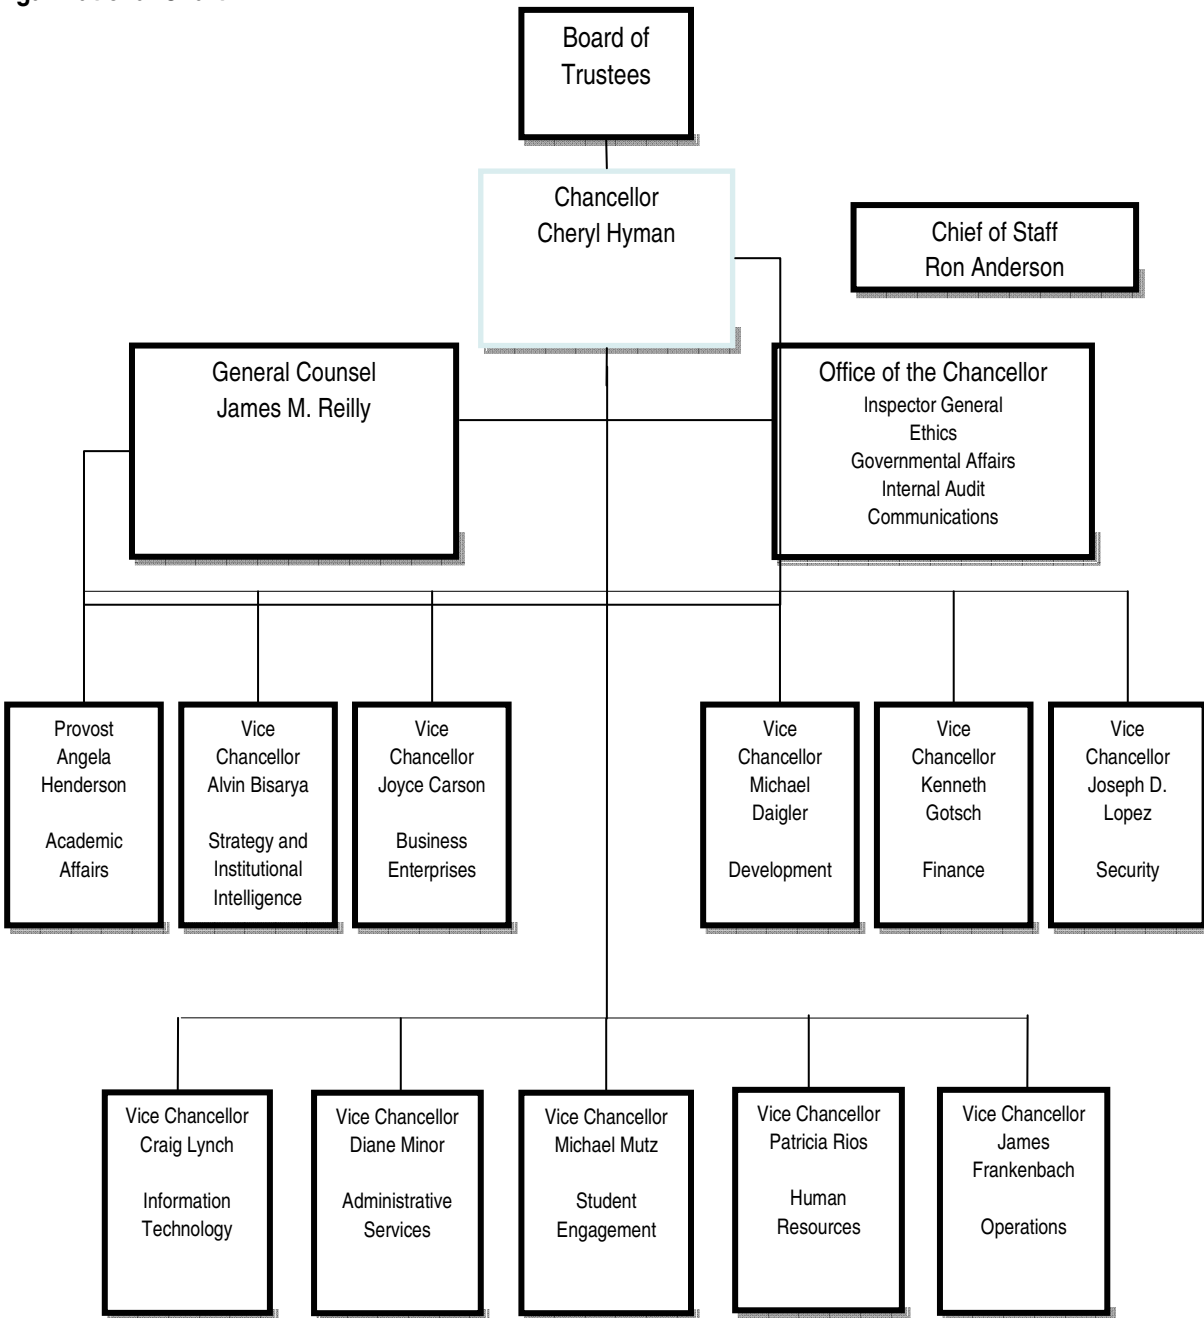 Board of
Trustees
Chancellor
Cheryl Hyman
Chief of Staff
Ron Anderson
General Counsel
James M. Reilly
Office of the Chancellor
Inspector General
Ethics
Governmental Affairs
Internal Audit
Communications
Provost
Angela
Henderson
Academic
Affairs
Vice
Chancellor
Alvin Bisarya
Strategy and
Institutional
Intelligence
Vice
Chancellor
Joyce Carson
Business
Enterprises
Vice
Chancellor
Michael
Daigler
Development
Vice
Chancellor
Kenneth
Gotsch
Finance
Vice
Chancellor
Joseph D.
Lopez
Security
Vice Chancellor
Craig Lynch
Information
Technology
Vice Chancellor
Diane Minor
Administrative
Services
Vice Chancellor
Michael Mutz
Student
Engagement
Vice Chancellor
Patricia Rios
Human
Resources
Vice Chancellor
James
Frankenbach
Operations